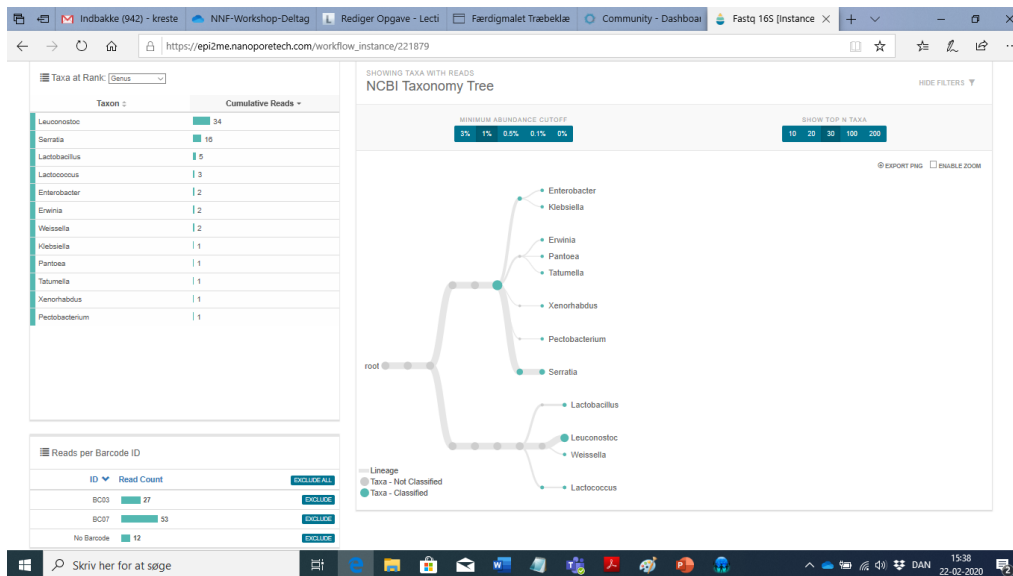 Indbakke (942) - kreste
NNF-Workshop-Deltag
Rediger Opgave - Lecti
Færdigmalet Træbeklæ
Community - Dashboar
Fastq 16S [Instance
https://epi2me.nanoporetech.com/workflow_instance/221879
Taxa at Rank: Genus
Taxon Cumulative Reads
Leuconostoc 34
Serratia 16
Lactobacillus 5
Lactococcus 3
Enterobacter 2
Erwinia 2
Weissella 2
Klebsiella 1
Pantoea 1
Tatumella 1
Xenorhabdus 1
Pectobacterium 1
Reads per Barcode ID
ID Read Count EXCLUDE ALL
BC03 27 EXCLUDE
BC07 53 EXCLUDE
No Barcode 12 EXCLUDE
SHOWING TAXA WITH READS
NCBI Taxonomy Tree
HIDE FILTERS
MINIMUM ABUNDANCE CUTOFF
3% 1% 0.5% 0.1% 0%
SHOW TOP N TAXA
10 20 30 100 200
EXPORT PNG ENABLE ZOOM
Enterobacter
Klebsiella
Erwinia
Pantoea
Tatumella
Xenorhabdus
Pectobacterium
root
Serratia
Lactobacillus
Leuconostoc
Weissella
Lactococcus
Lineage
Taxa - Not Classified
Taxa - Classified
Skriv her for at søge
DAN
15:38
22-02-2020
2